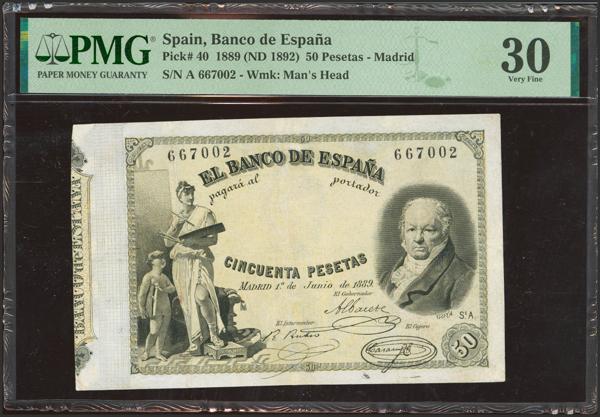 PMG
PAPER MONEY GUARANTY
Spain, Banco de España
Pick# 40 1889 (ND 1892) 50 Pesetas - Madrid
S/N A 667002 - Wmk: Man's Head
30
Very Fine
667002
667002
EL BANCO DE ESPAÑA
pagará al portador
CINCUENTA PESETAS
MADRID 1º de Junio de 1889.
El Gobernador
El Interventor
El Cajero
GOYA
Sº A.
50